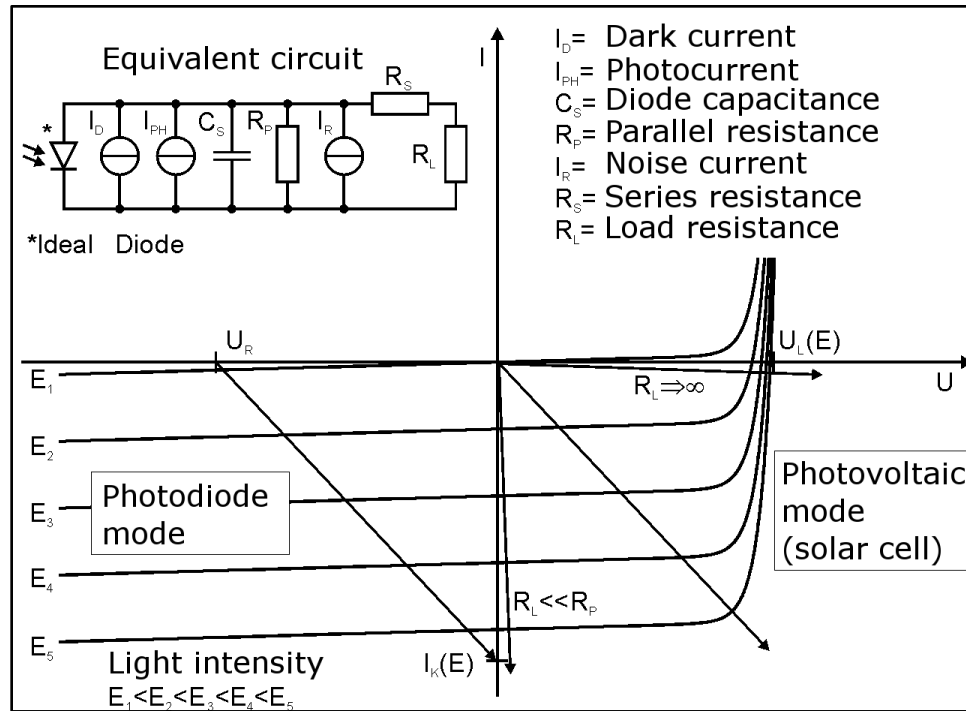 Equivalent circuit
I_D I_PH C_S R_P I_R R_S R_L
*
*Ideal Diode
I
I_D= Dark current
I_PH= Photocurrent
C_S= Diode capacitance
R_P= Parallel resistance
I_R= Noise current
R_S= Series resistance
R_L= Load resistance
U_R
U_L(E)
U
R_L⇒∞
E_1
E_2
E_3
E_4
E_5
Photodiode
mode
Photovoltaic
mode
(solar cell)
R_L<<R_P
I_K(E)
Light intensity
E_1<E_2<E_3<E_4<E_5